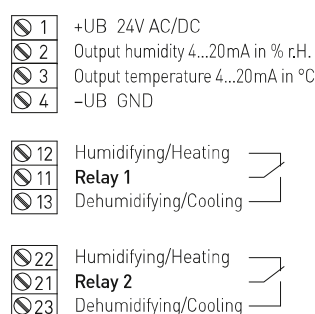 1 +UB 24V AC/DC
2 Output humidity 4...20mA in % r.H.
3 Output temperature 4...20mA in °C
4 –UB GND
12 Humidifying/Heating
11 Relay 1
13 Dehumidifying/Cooling
22 Humidifying/Heating
21 Relay 2
23 Dehumidifying/Cooling